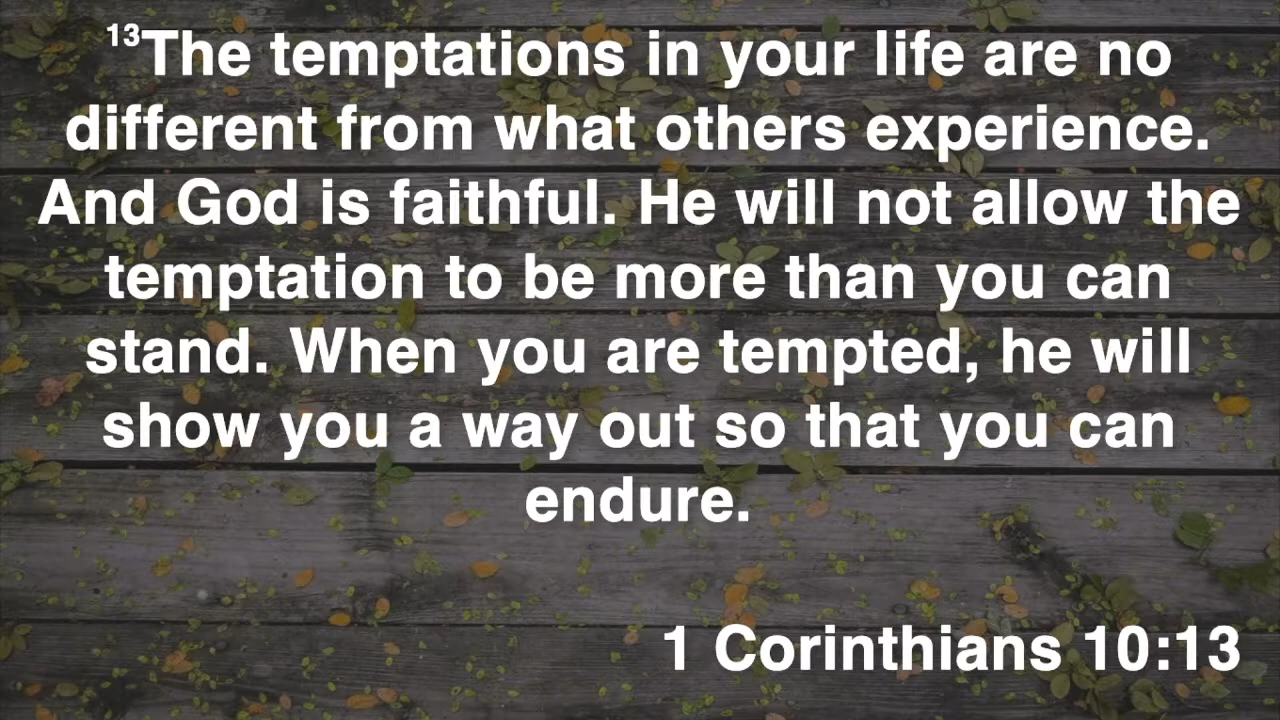 13The temptations in your life are no
different from what others experience.
And God is faithful. He will not allow the
temptation to be more than you can
stand. When you are tempted, he will
show you a way out so that you can
endure.
1 Corinthians 10:13